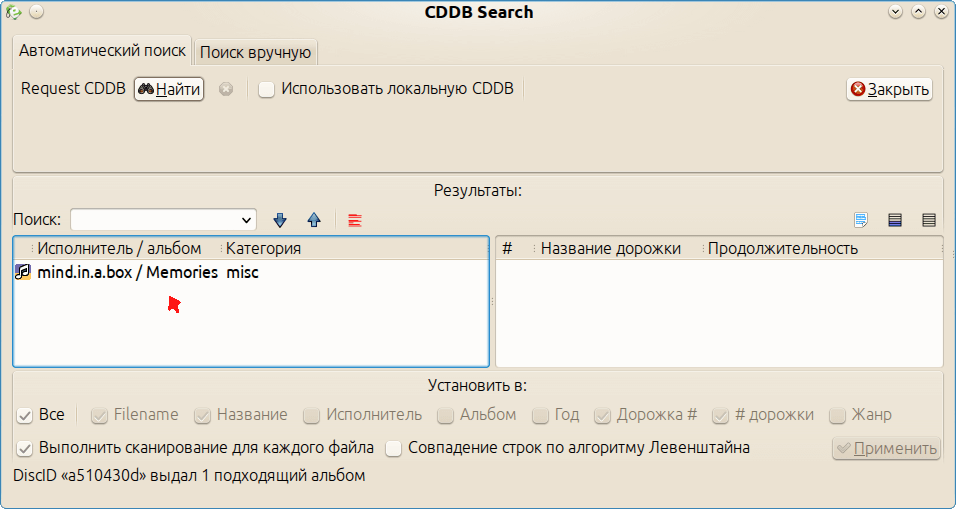 CDDB Search
Автоматический поиск Поиск вручную
Request CDDB Найти Использовать локальную CDDB Закрыть
Результаты:
Поиск:
Исполнитель / альбом Категория # Название дорожки Продолжительность
mind.in.a.box / Memories misc
Установить в:
Все Filename Название Исполнитель Альбом Год Дорожка # # дорожки Жанр
Выполнить сканирование для каждого файла Совпадение строк по алгоритму Левенштайна Применить
DiscID «a510430d» выдал 1 подходящий альбом